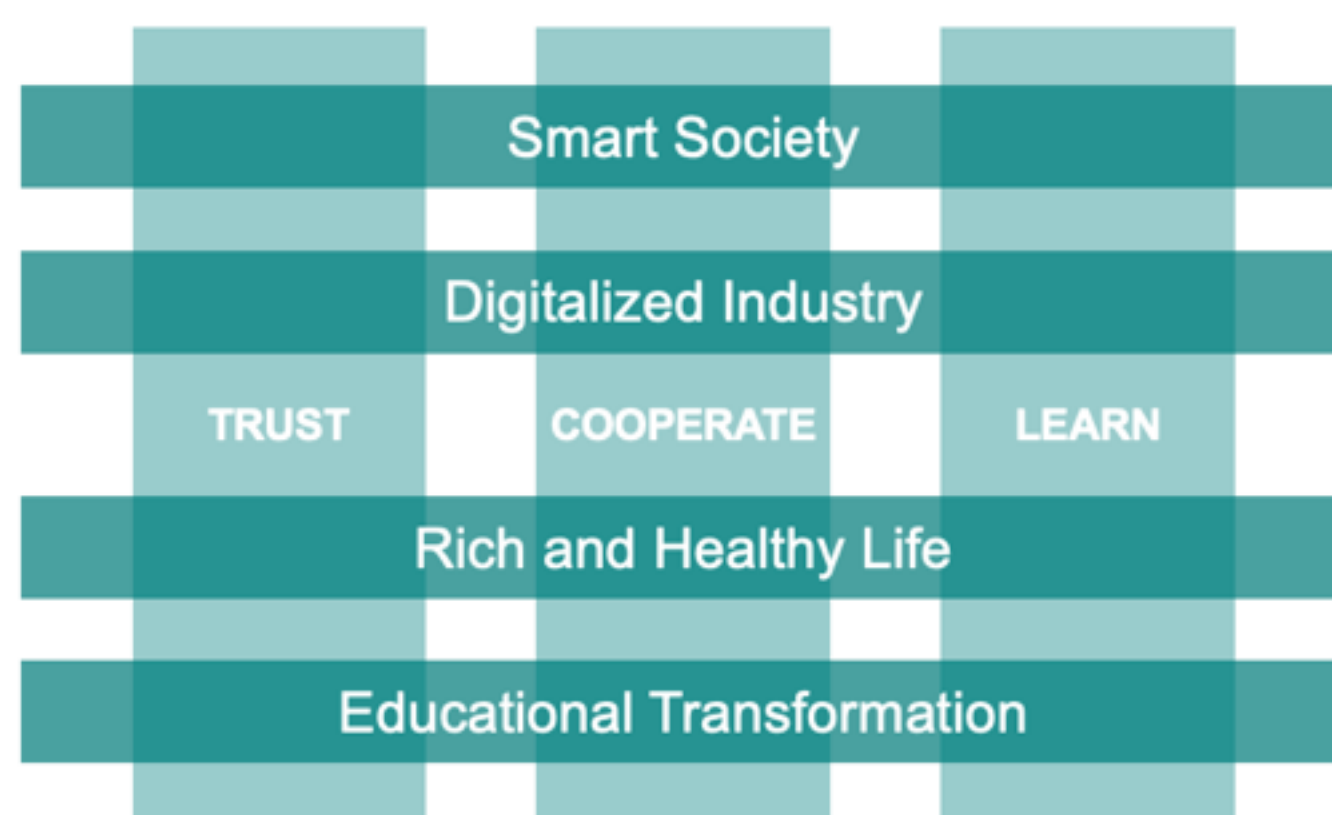 Smart Society
Digitalized Industry
TRUST COOPERATE LEARN
Rich and Healthy Life
Educational Transformation